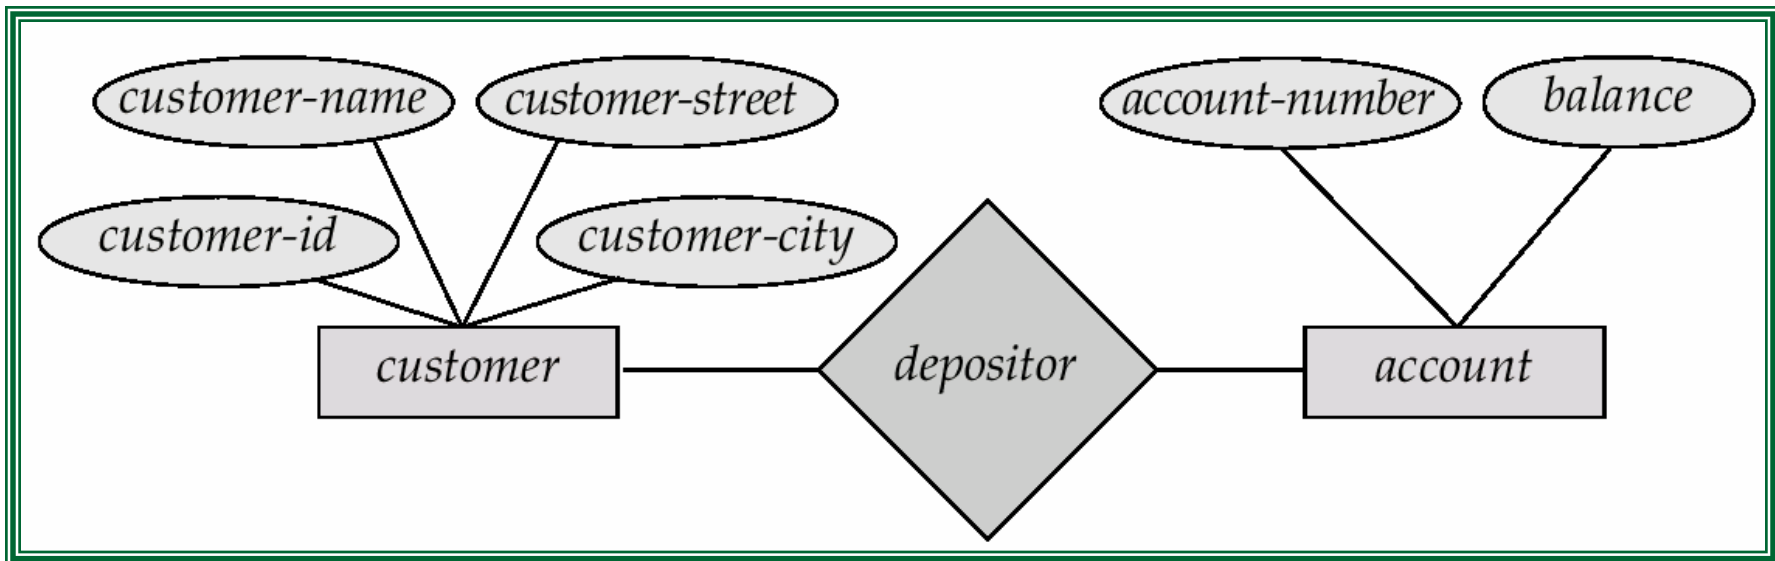 customer-name
customer-street
account-number
balance
customer-id
customer-city
customer
depositor
account